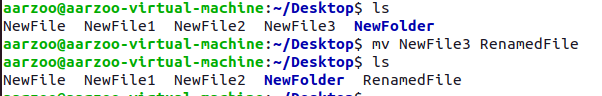 aarzoo@aarzoo-virtual-machine:~/Desktop$ ls
NewFile  NewFile1  NewFile2  NewFile3  NewFolder
aarzoo@aarzoo-virtual-machine:~/Desktop$ mv NewFile3 RenamedFile
aarzoo@aarzoo-virtual-machine:~/Desktop$ ls
NewFile  NewFile1  NewFile2  NewFolder  RenamedFile